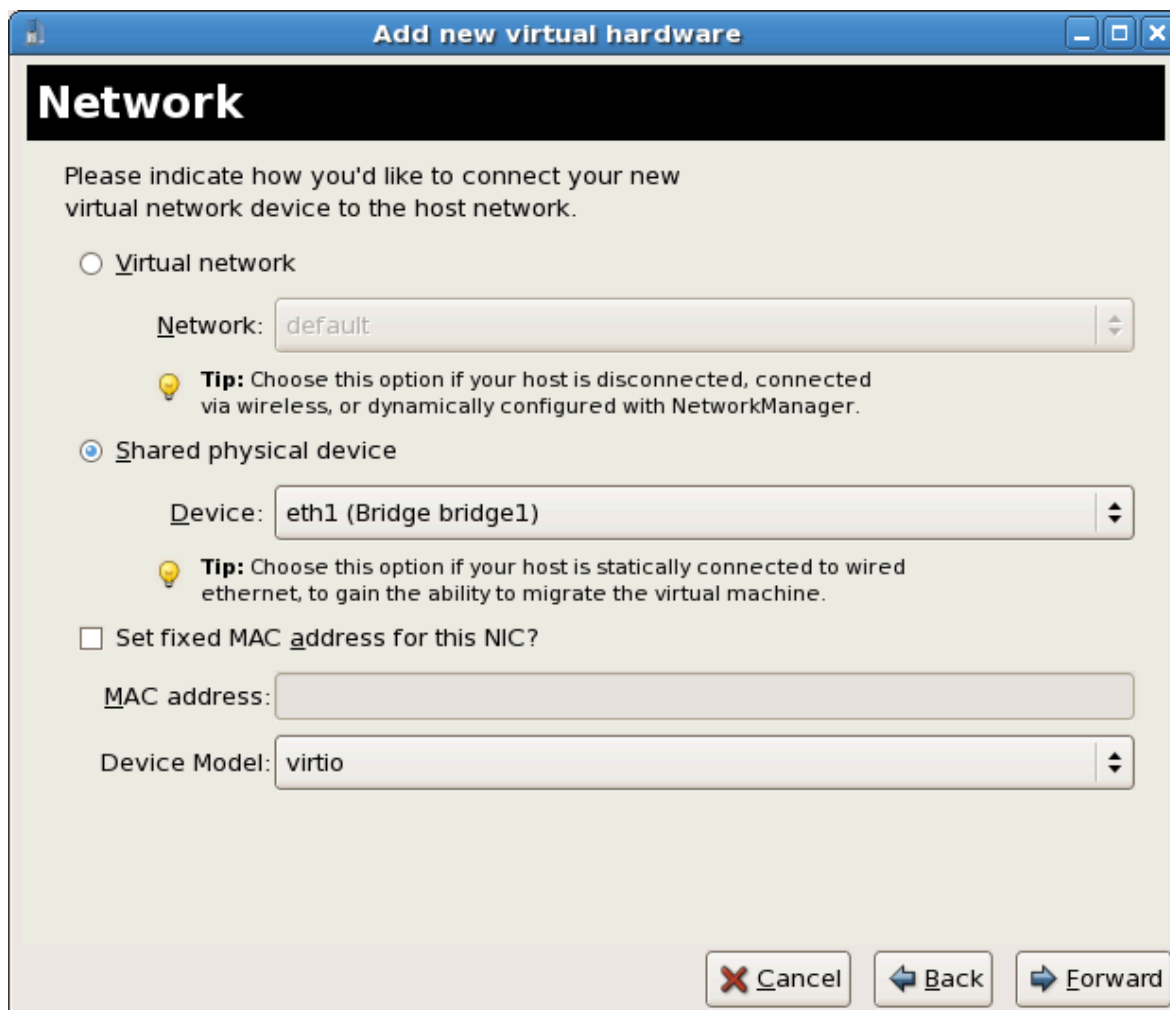 Add new virtual hardware
Network
Please indicate how you'd like to connect your new
virtual network device to the host network.
Virtual network
Network: default
Tip: Choose this option if your host is disconnected, connected
via wireless, or dynamically configured with NetworkManager.
Shared physical device
Device: eth1 (Bridge bridge1)
Tip: Choose this option if your host is statically connected to wired
ethernet, to gain the ability to migrate the virtual machine.
Set fixed MAC address for this NIC?
MAC address:
Device Model: virtio
Cancel Back Forward